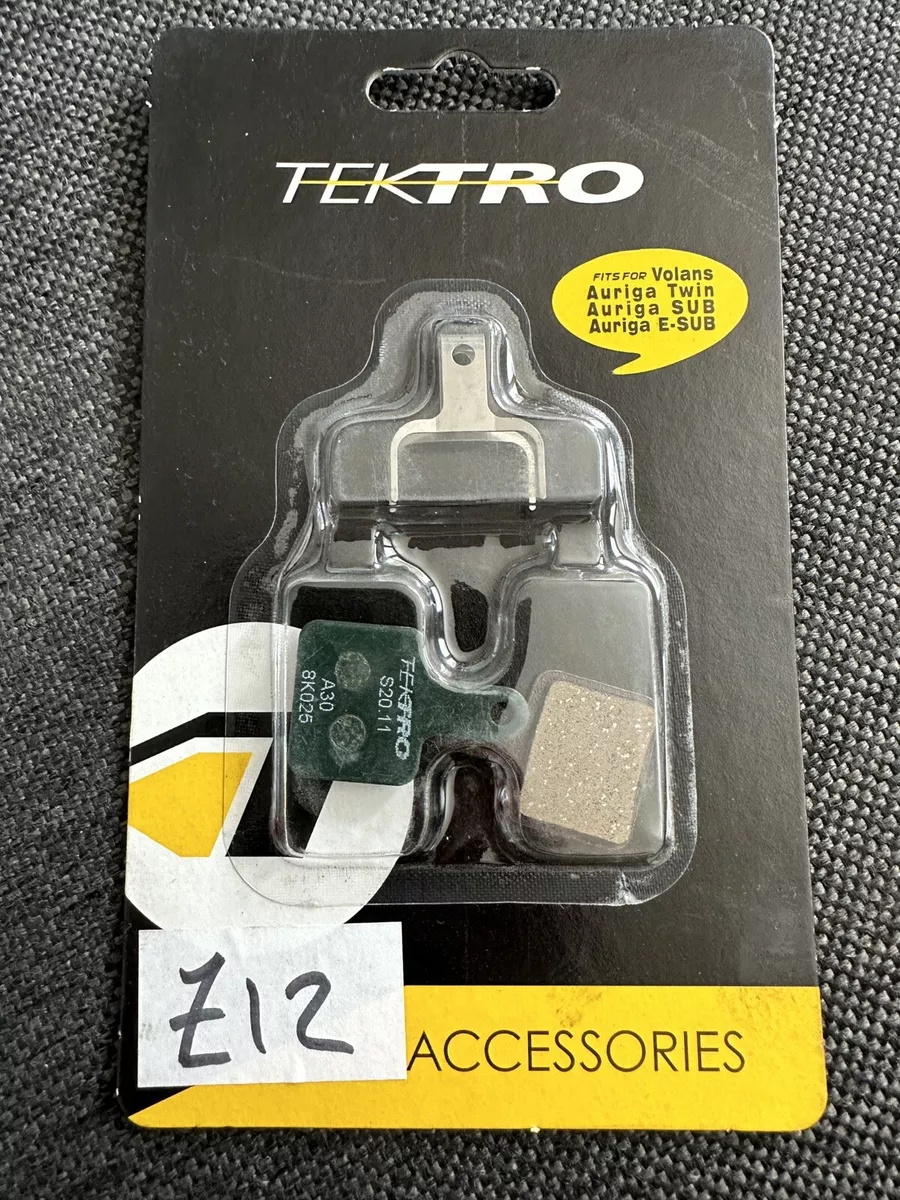 TEKTRO
FITS FOR Volans
Auriga Twin
Auriga SUB
Auriga E-SUB
TEKTRO
S20.11
A30
8K025
Z12
ACCESSORIES